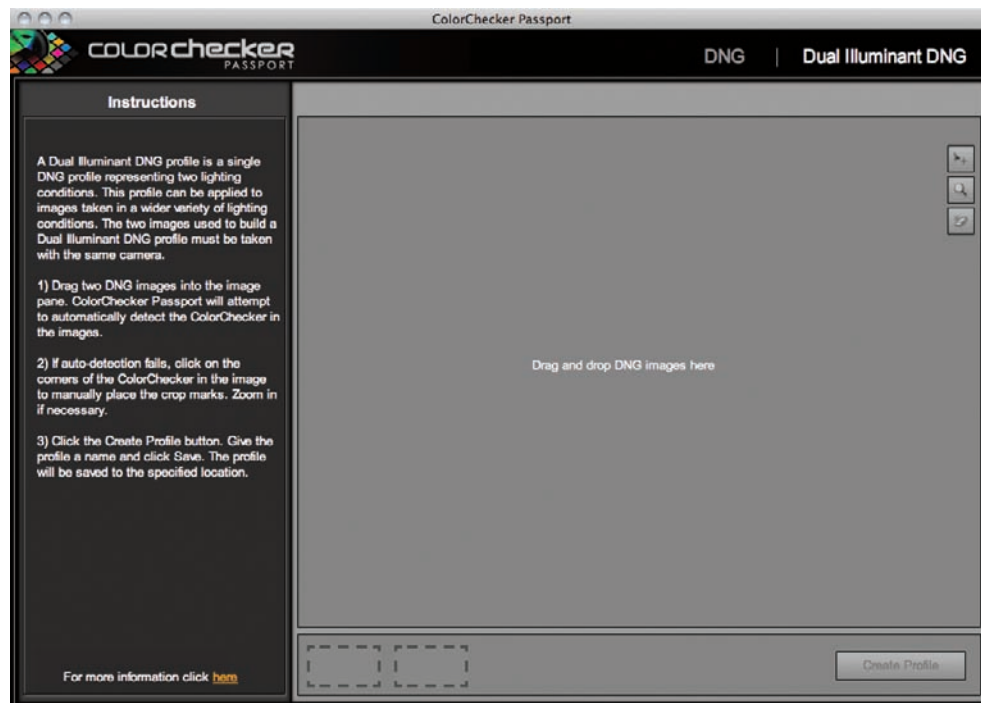 ColorChecker Passport
COLORchecker
PASSPORT
DNG | Dual Illuminant DNG
Instructions
A Dual Illuminant DNG profile is a single
DNG profile representing two lighting
conditions. This profile can be applied to
images taken in a wider variety of lighting
conditions. The two images used to build a
Dual Illuminant DNG profile must be taken
with the same camera.
1) Drag two DNG images into the image
pane. ColorChecker Passport will attempt
to automatically detect the ColorChecker in
the images.
2) If auto-detection fails, click on the
corners of the ColorChecker in the image
to manually place the crop marks. Zoom in
if necessary.
3) Click the Create Profile button. Give the
profile a name and click Save. The profile
will be saved to the specified location.
For more information click here
Drag and drop DNG images here
Create Profile